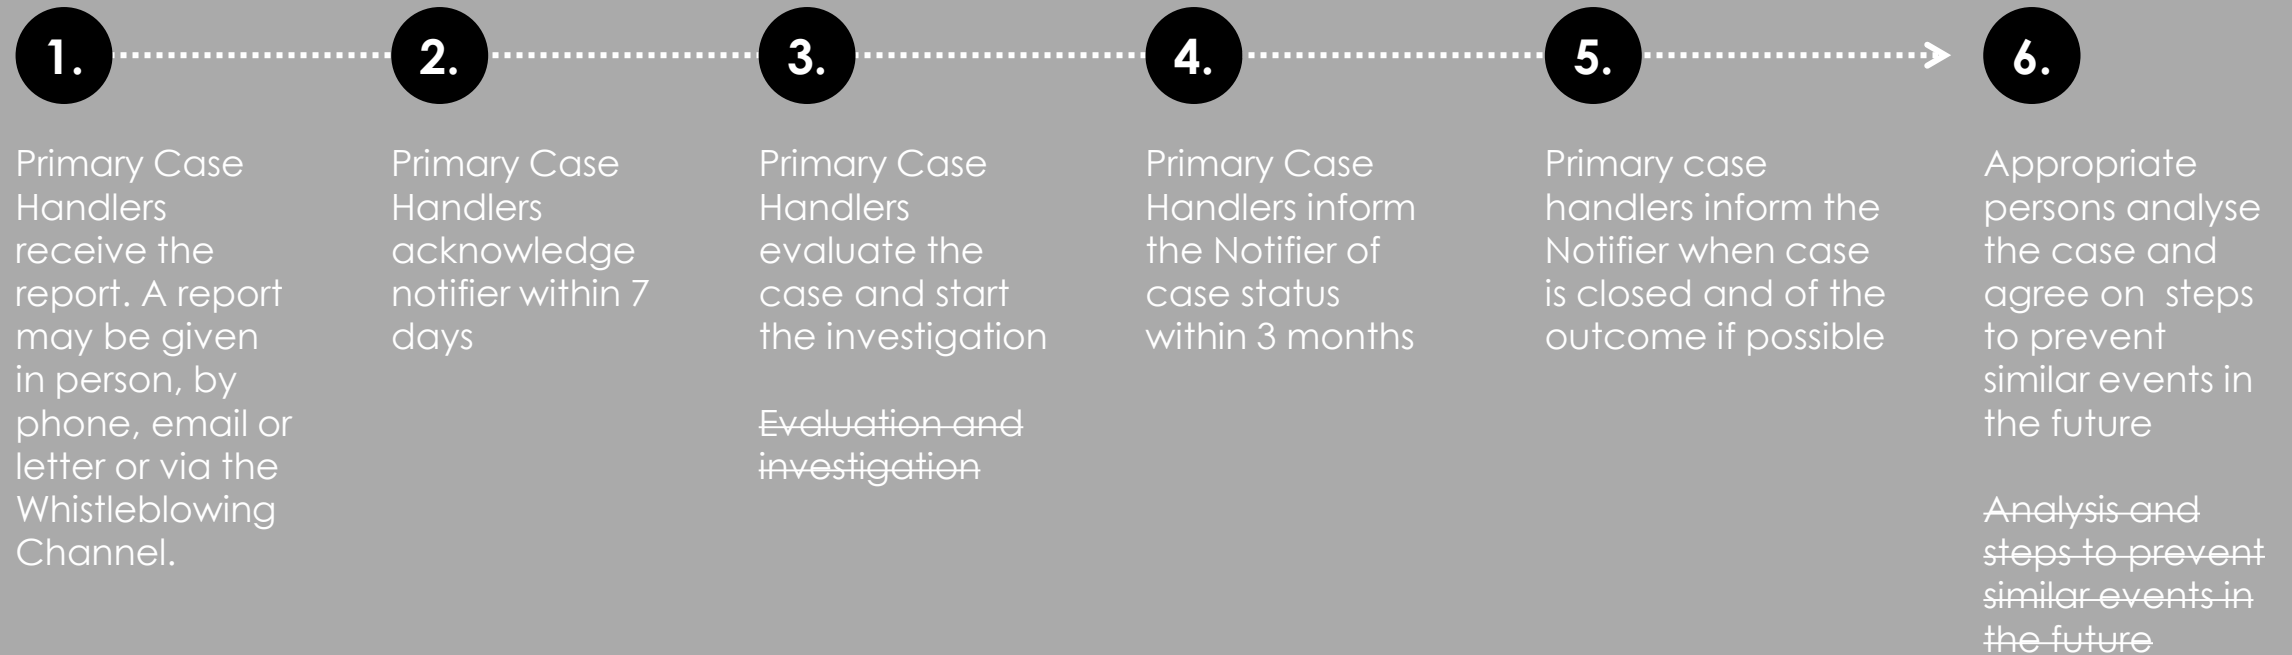 1.
Primary Case
Handlers
receive the
report. A report
may be given
in person, by
phone, email or
letter or via the
Whistleblowing
Channel.
2.
Primary Case
Handlers
acknowledge
notifier within 7
days
3.
Primary Case
Handlers
evaluate the
case and start
the investigation
Evaluation and
investigation
4.
Primary Case
Handlers inform
the Notifier of
case status
within 3 months
5.
Primary case
handlers inform the
Notifier when case
is closed and of the
outcome if possible
6.
Appropriate
persons analyse
the case and
agree on  steps
to prevent
similar events in
the future
Analysis and
steps to prevent
similar events in
the future